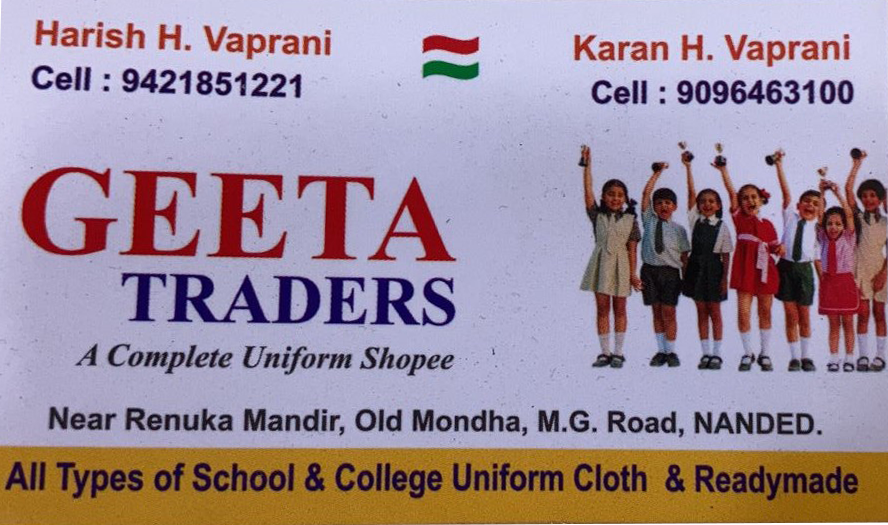 Harish H. Vaprani
Cell : 9421851221
Karan H. Vaprani
Cell : 9096463100
GEETA
TRADERS
A Complete Uniform Shopee
Near Renuka Mandir, Old Mondha, M.G. Road, NANDED.
All Types of School & College Uniform Cloth & Readymade